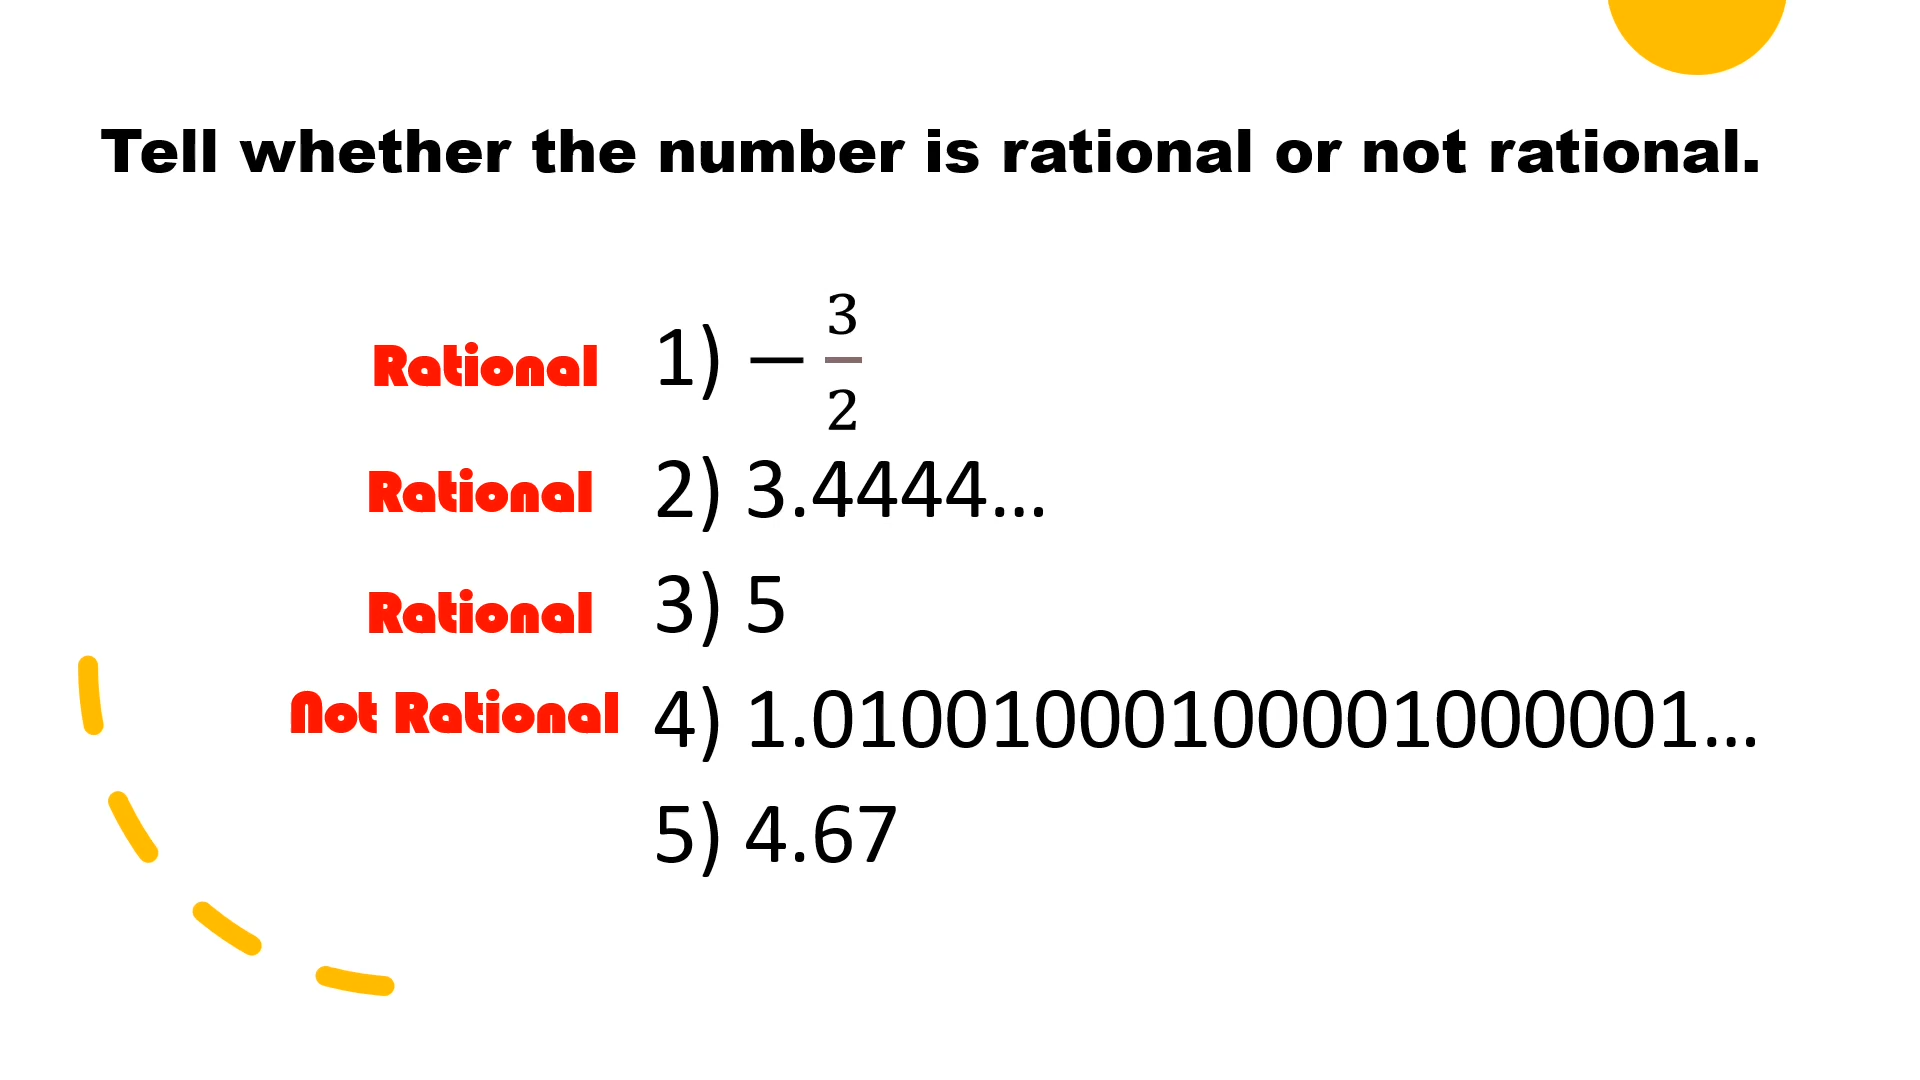 Tell whether the number is rational or not rational.
Rational 1) − 3/2
Rational 2) 3.4444...
Rational 3) 5
Not Rational 4) 1.01001000100001000001...
5) 4.67